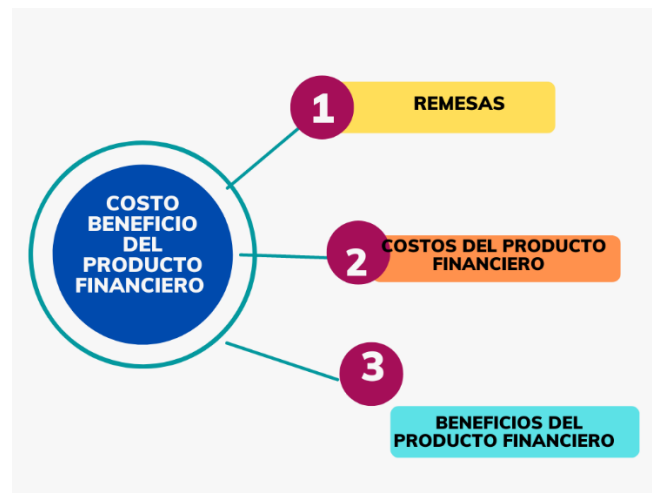 COSTO
BENEFICIO
DEL
PRODUCTO
FINANCIERO
1
REMESAS
2
COSTOS DEL PRODUCTO
FINANCIERO
3
BENEFICIOS DEL
PRODUCTO FINANCIERO